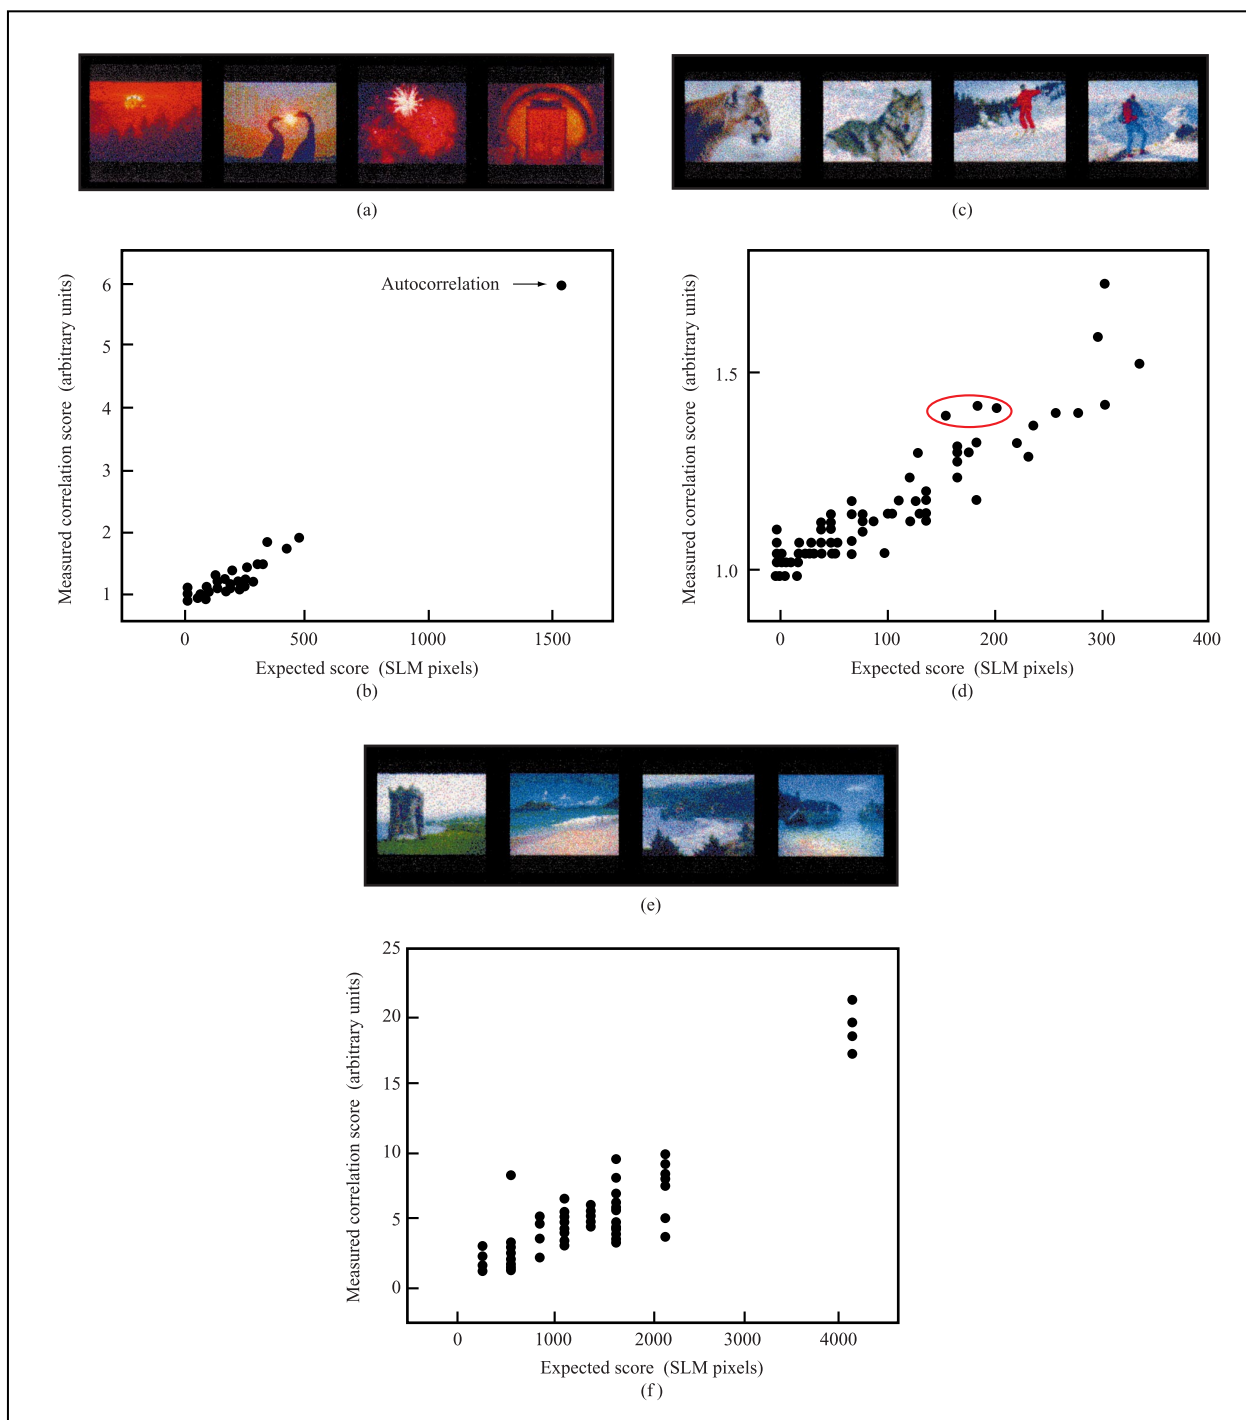 (a)
(c)
Measured correlation score (arbitrary units)
6
5
4
3
2
1
Autocorrelation
0
500
1000
1500
Expected score (SLM pixels)
(b)
Measured correlation score (arbitrary units)
1.5
1.0
0
100
200
300
400
Expected score (SLM pixels)
(d)
(e)
Measured correlation score (arbitrary units)
25
20
15
10
5
0
0
1000
2000
3000
4000
Expected score (SLM pixels)
(f)